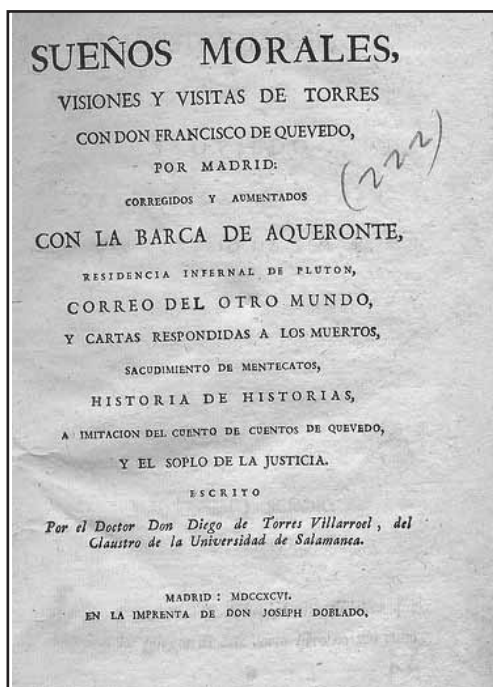 SUEÑOS MORALES,
VISIONES Y VISITAS DE TORRES
CON DON FRANCISCO DE QUEVEDO,
POR MADRID:
CORREGIDOS Y AUMENTADOS
(222)
CON LA BARCA DE AQUERONTE,
RESIDENCIA INFERNAL DE PLUTON,
CORREO DEL OTRO MUNDO,
Y CARTAS RESPONDIDAS A LOS MUERTOS,
SACUDIMIENTO DE MENTECATOS,
HISTORIA DE HISTORIAS,
A IMITACION DEL CUENTO DE CUENTOS DE QUEVEDO,
Y EL SOPLO DE LA JUSTICIA.
ESCRITO
Por el Doctor Don Diego de Torres Villarroel, del
Claustro de la Universidad de Salamanca.
MADRID: MDCCXCVI.
EN LA IMPRENTA DE DON JOSEPH DOBLADO,